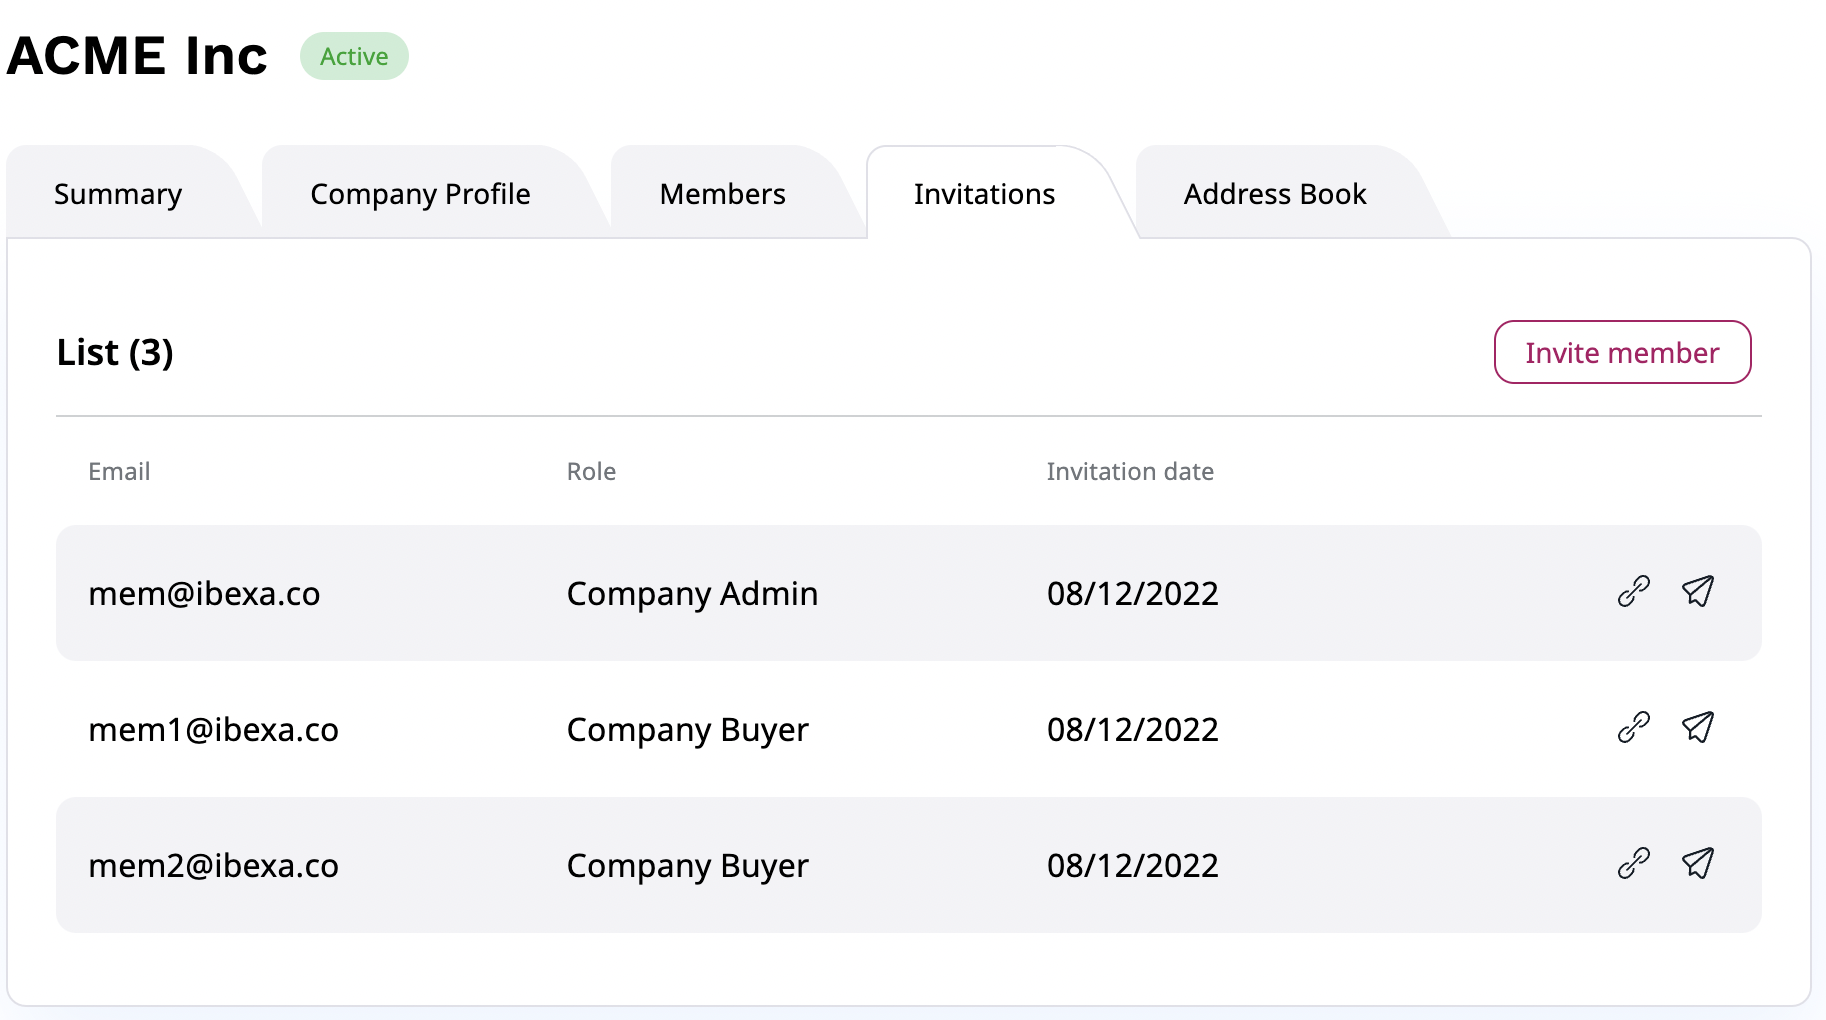 ACME Inc Active
Summary Company Profile Members Invitations Address Book
List (3) Invite member
Email Role Invitation date
mem@ibexa.co Company Admin 08/12/2022
mem1@ibexa.co Company Buyer 08/12/2022
mem2@ibexa.co Company Buyer 08/12/2022